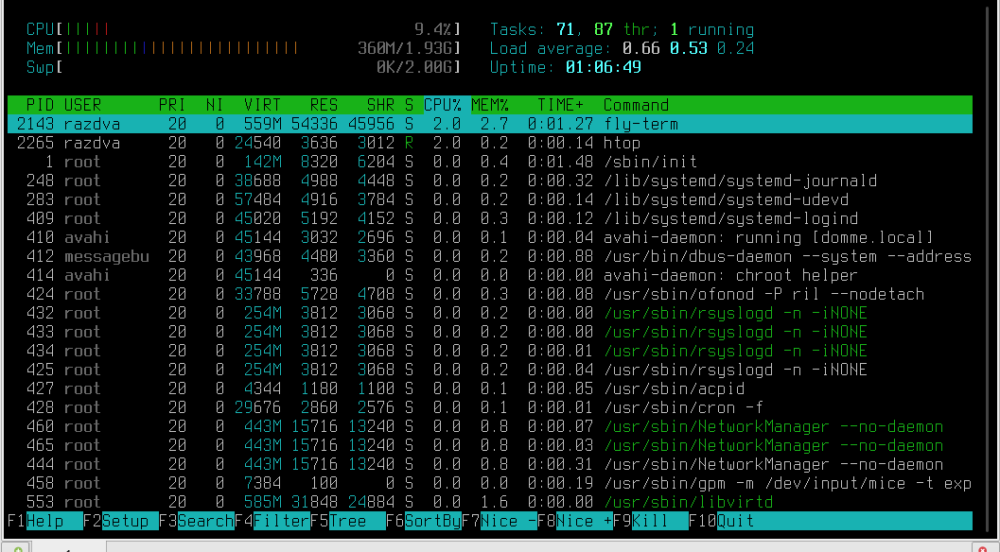 CPU[||||| 9.4%] Tasks: 71, 87 thr; 1 running
Mem[||||||||||||||||||||||||| 360M/1.93G] Load average: 0.66 0.53 0.24
Swp[ 0K/2.00G] Uptime: 01:06:49
PID USER PRI NI VIRT RES SHR S CPU% MEM% TIME+ Command
2143 razdva 20 0 559M 54336 45956 S 2.0 2.7 0:01.27 fly-term
2265 razdva 20 0 24540 3636 3012 R 2.0 0.2 0:00.14 htop
1 root 20 0 142M 8320 6204 S 0.0 0.4 0:01.48 /sbin/init
248 root 20 0 38688 4988 4448 S 0.0 0.2 0:00.32 /lib/systemd/systemd-journald
283 root 20 0 57484 4916 3784 S 0.0 0.2 0:00.14 /lib/systemd/systemd-udevd
409 root 20 0 45020 5192 4152 S 0.0 0.3 0:00.12 /lib/systemd/systemd-logind
410 avahi 20 0 45144 3032 2696 S 0.0 0.1 0:00.04 avahi-daemon: running [domme.local]
412 messagebu 20 0 43968 4480 3360 S 0.0 0.2 0:00.88 /usr/bin/dbus-daemon --system --address
414 avahi 20 0 45144 336 0 S 0.0 0.0 0:00.00 avahi-daemon: chroot helper
424 root 20 0 33788 5728 4708 S 0.0 0.3 0:00.08 /usr/sbin/ofonod -P ril --nodetach
432 root 20 0 254M 3812 3068 S 0.0 0.2 0:00.01 /usr/sbin/rsyslogd -n -iNONE
433 root 20 0 254M 3812 3068 S 0.0 0.2 0:00.00 /usr/sbin/rsyslogd -n -iNONE
434 root 20 0 254M 3812 3068 S 0.0 0.2 0:00.01 /usr/sbin/rsyslogd -n -iNONE
425 root 20 0 254M 3812 3068 S 0.0 0.2 0:00.04 /usr/sbin/rsyslogd -n -iNONE
427 root 20 0 4344 1180 1100 S 0.0 0.1 0:00.05 /usr/sbin/acpid
428 root 20 0 29676 2860 2576 S 0.0 0.1 0:00.01 /usr/sbin/cron -f
460 root 20 0 443M 15716 13240 S 0.0 0.8 0:00.07 /usr/sbin/NetworkManager --no-daemon
465 root 20 0 443M 15716 13240 S 0.0 0.8 0:00.03 /usr/sbin/NetworkManager --no-daemon
444 root 20 0 443M 15716 13240 S 0.0 0.8 0:00.31 /usr/sbin/NetworkManager --no-daemon
458 root 20 0 7384 100 0 S 0.0 0.0 0:00.19 /usr/sbin/gpm -m /dev/input/mice -t exp
553 root 20 0 585M 31848 24884 S 0.0 1.6 0:00.00 /usr/sbin/libvirtd
F1Help F2Setup F3SearchF4FilterF5Tree F6SortByF7Nice -F8Nice +F9Kill F10Quit